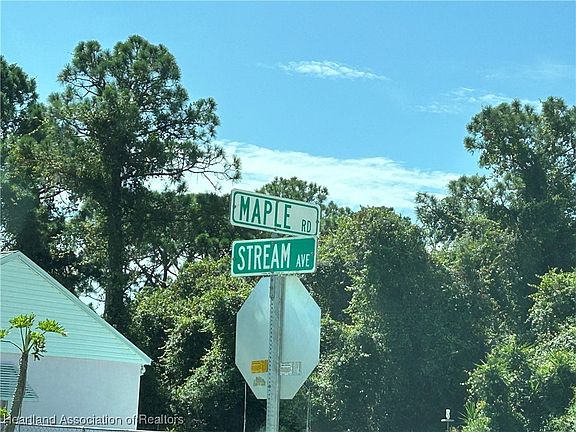 MAPLE RD
STREAM AVE
Heartland Association of Realtors